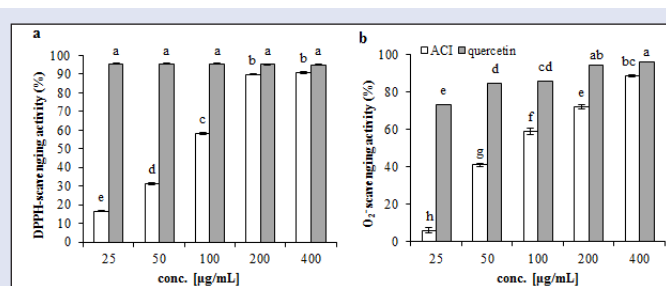 a
DPPH-scavenging activity (%)
100
90
80
70
60
50
40
30
20
10
0
e a
d a
c a
b a
b a
25 50 100 200 400
conc. [µg/mL]
b
ACI quercetin
O₂⁻-scavenging activity (%)
100
80
60
40
20
0
h e
g d
f cd
e ab
bc a
25 50 100 200 400
conc. [µg/mL]